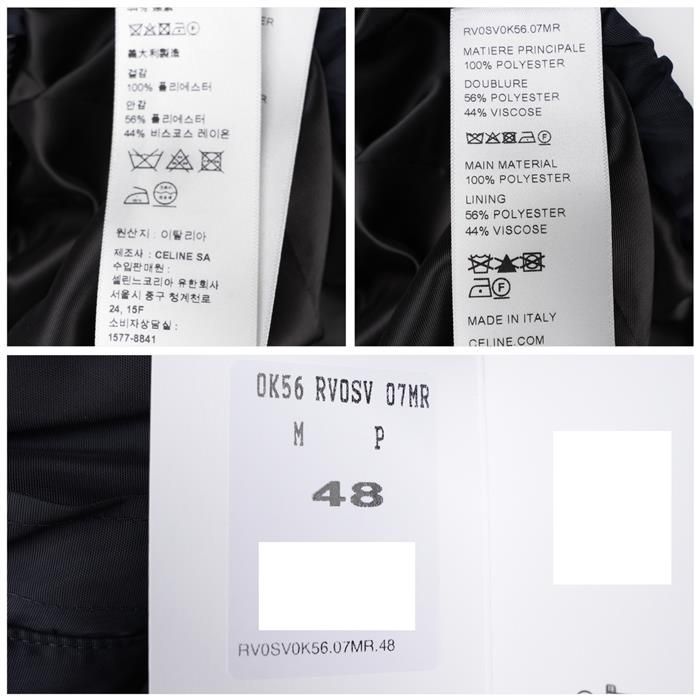 義大利製造
겉감
100% 폴리에스터
안감
56% 폴리에스터
44% 비스코스 레이온
원산지 : 이탈리아
제조사 : CELINE SA
수입판매원 :
셀린느코리아 유한회사
서울시 중구 청계천로
24, 15F
소비자상담실 :
1577-8841
RV0SV0K56.07MR
MATIERE PRINCIPALE
100% POLYESTER
DOUBLURE
56% POLYESTER
44% VISCOSE
MAIN MATERIAL
100% POLYESTER
LINING
56% POLYESTER
44% VISCOSE
MADE IN ITALY
CELINE.COM
0K56 RV0SV 07MR
M P
48
RV0SV0K56.07MR.48